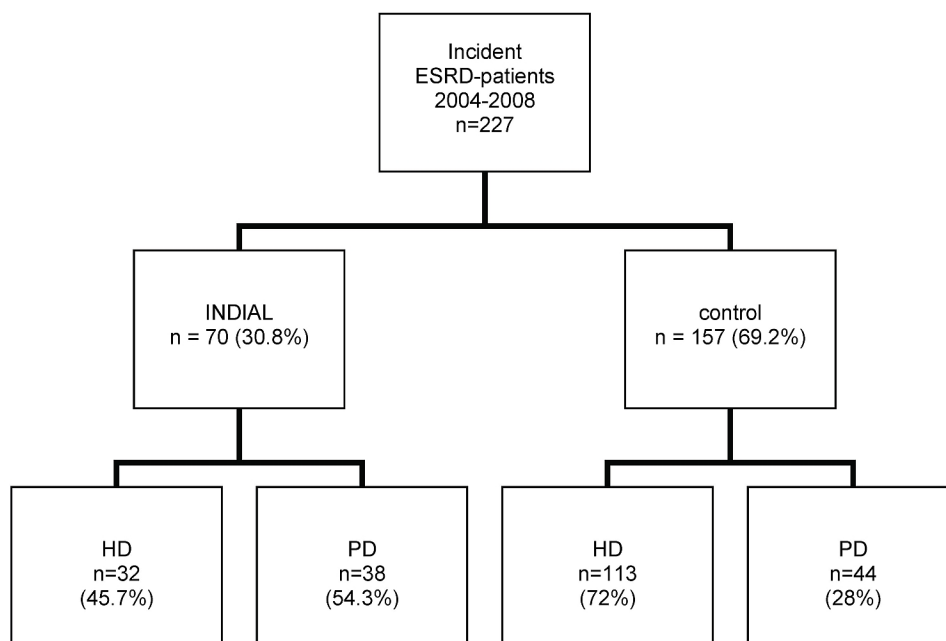 Incident
ESRD-patients
2004-2008
n=227
INDIAL
n = 70 (30.8%)
control
n = 157 (69.2%)
HD
n=32
(45.7%)
PD
n=38
(54.3%)
HD
n=113
(72%)
PD
n=44
(28%)